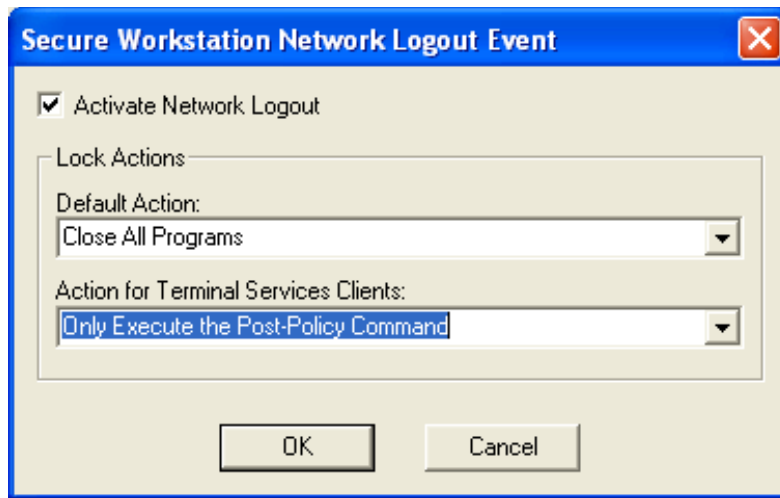 Secure Workstation Network Logout Event
Activate Network Logout
Lock Actions
Default Action:
Close All Programs
Action for Terminal Services Clients:
Only Execute the Post-Policy Command
OK Cancel